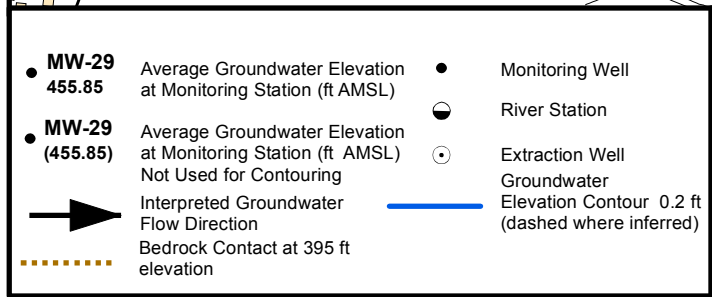 MW-29
455.85
Average Groundwater Elevation
at Monitoring Station (ft AMSL)
MW-29
(455.85)
Average Groundwater Elevation
at Monitoring Station (ft AMSL)
Not Used for Contouring
Interpreted Groundwater
Flow Direction
Bedrock Contact at 395 ft
elevation
Monitoring Well
River Station
Extraction Well
Groundwater
Elevation Contour 0.2 ft
(dashed where inferred)